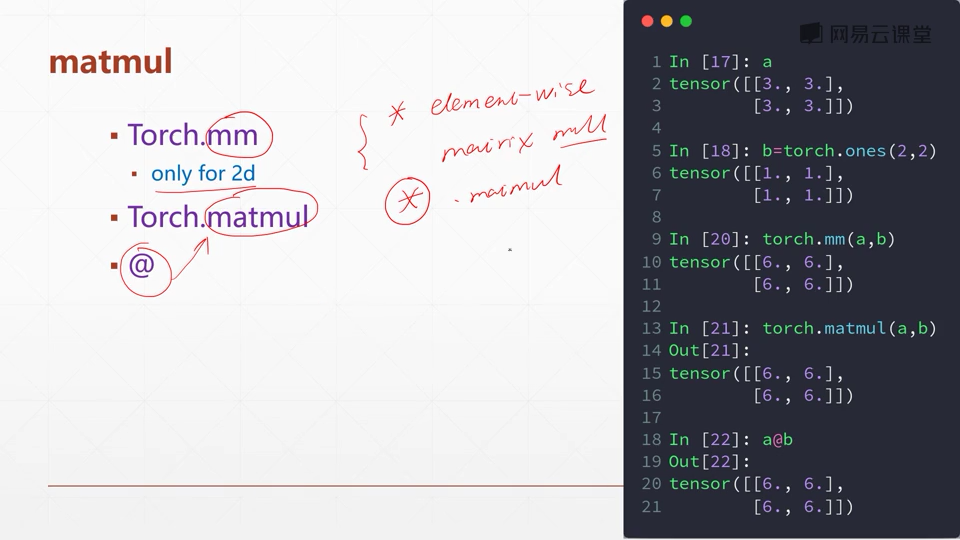 matmul
Torch.mm
only for 2d
Torch.matmul
@
* element-wise
matrix mull
* .matmul
网易云课堂
1 In [17]: a
2 tensor([[3., 3.],
3 [3., 3.]])
4
5 In [18]: b=torch.ones(2,2)
6 tensor([[1., 1.],
7 [1., 1.]])
8
9 In [20]: torch.mm(a,b)
10 tensor([[6., 6.],
11 [6., 6.]])
12
13 In [21]: torch.matmul(a,b)
14 Out[21]:
15 tensor([[6., 6.],
16 [6., 6.]])
17
18 In [22]: a@b
19 Out[22]:
20 tensor([[6., 6.],
21 [6., 6.]])